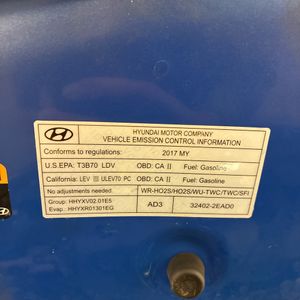 HYUNDAI MOTOR COMPANY
VEHICLE EMISSION CONTROL INFORMATION
Conforms to regulations: 2017 MY
U.S.EPA: T3B70 LDV OBD: CA II Fuel: Gasoline
California: LEV III ULEV70 PC OBD: CA II Fuel: Gasoline
No adjustments needed. WR-HO2S/HO2S/WU-TWC/TWC/SFI
Group: HHYXV02.01E5 AD3 32402-2EAD0
Evap.: HHYXR01301EG